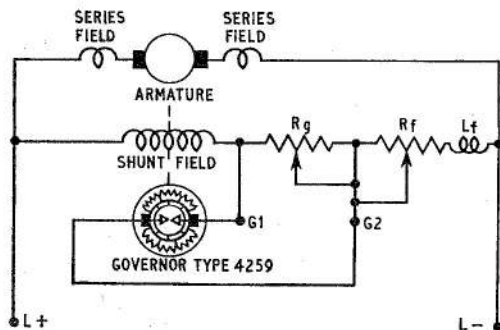 SERIES
FIELD
SERIES
FIELD
ARMATURE
Rg
Rf
Lf
SHUNT FIELD
G1
G2
GOVERNOR TYPE 4259
L+
L-